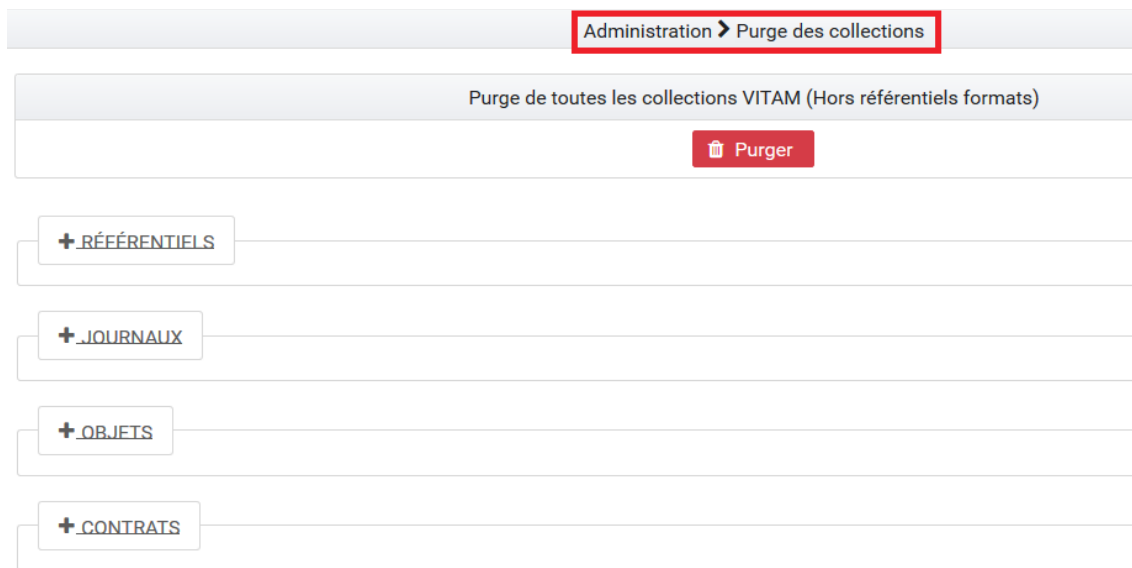 Administration > Purge des collections
Purge de toutes les collections VITAM (Hors référentiels formats)
Purger
+ RÉFÉRENTIELS
+ JOURNAUX
+ OBJETS
+ CONTRATS